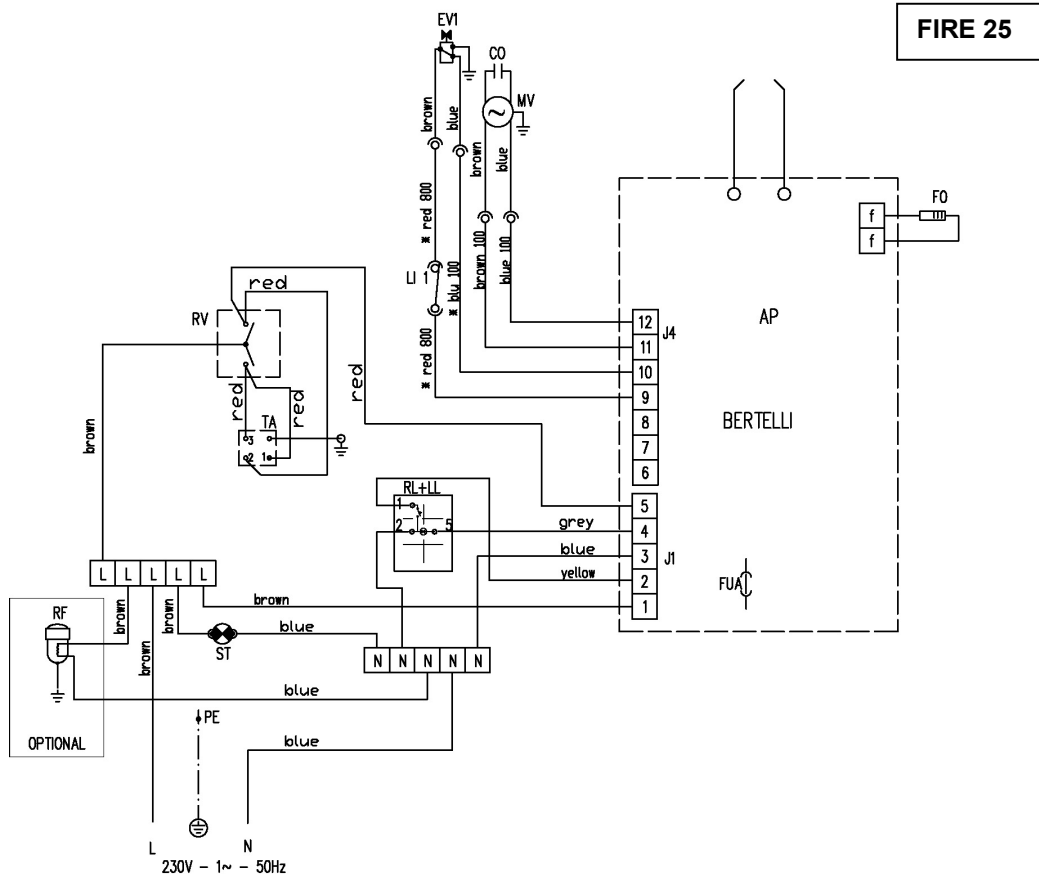 FIRE 25
EV1
CO
MV
brown
blue
brown
blue
FO
f
f
* red 800
LI 1
* blu 100
brown 100
blue 100
* red 800
red
RV
red
red
red
TA
3
2
1
brown
12
11
10
9
8
7
6
J4
AP
BERTELLI
RL+LL
1
2
5
grey
blue
yellow
brown
5
4
3
2
1
J1
FUA
L L L L L
RF
brown
brown
brown
ST
blue
N N N N N
blue
OPTIONAL
PE
blue
L
N
230V - 1~ - 50Hz